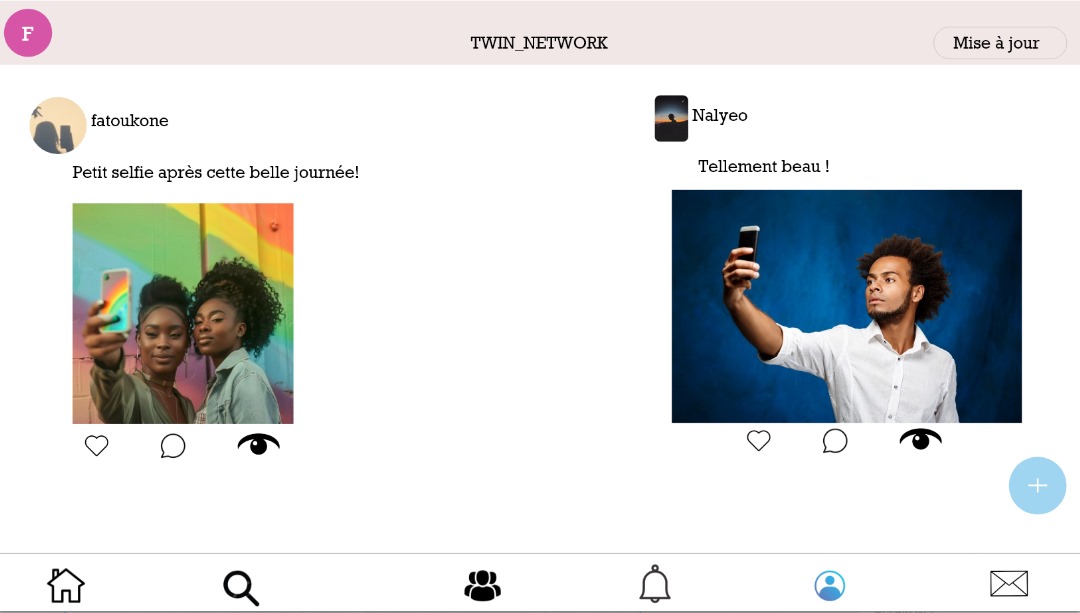 F
TWIN_NETWORK
Mise à jour
fatoukone
Petit selfie après cette belle journée!
Nalyeo
Tellement beau !